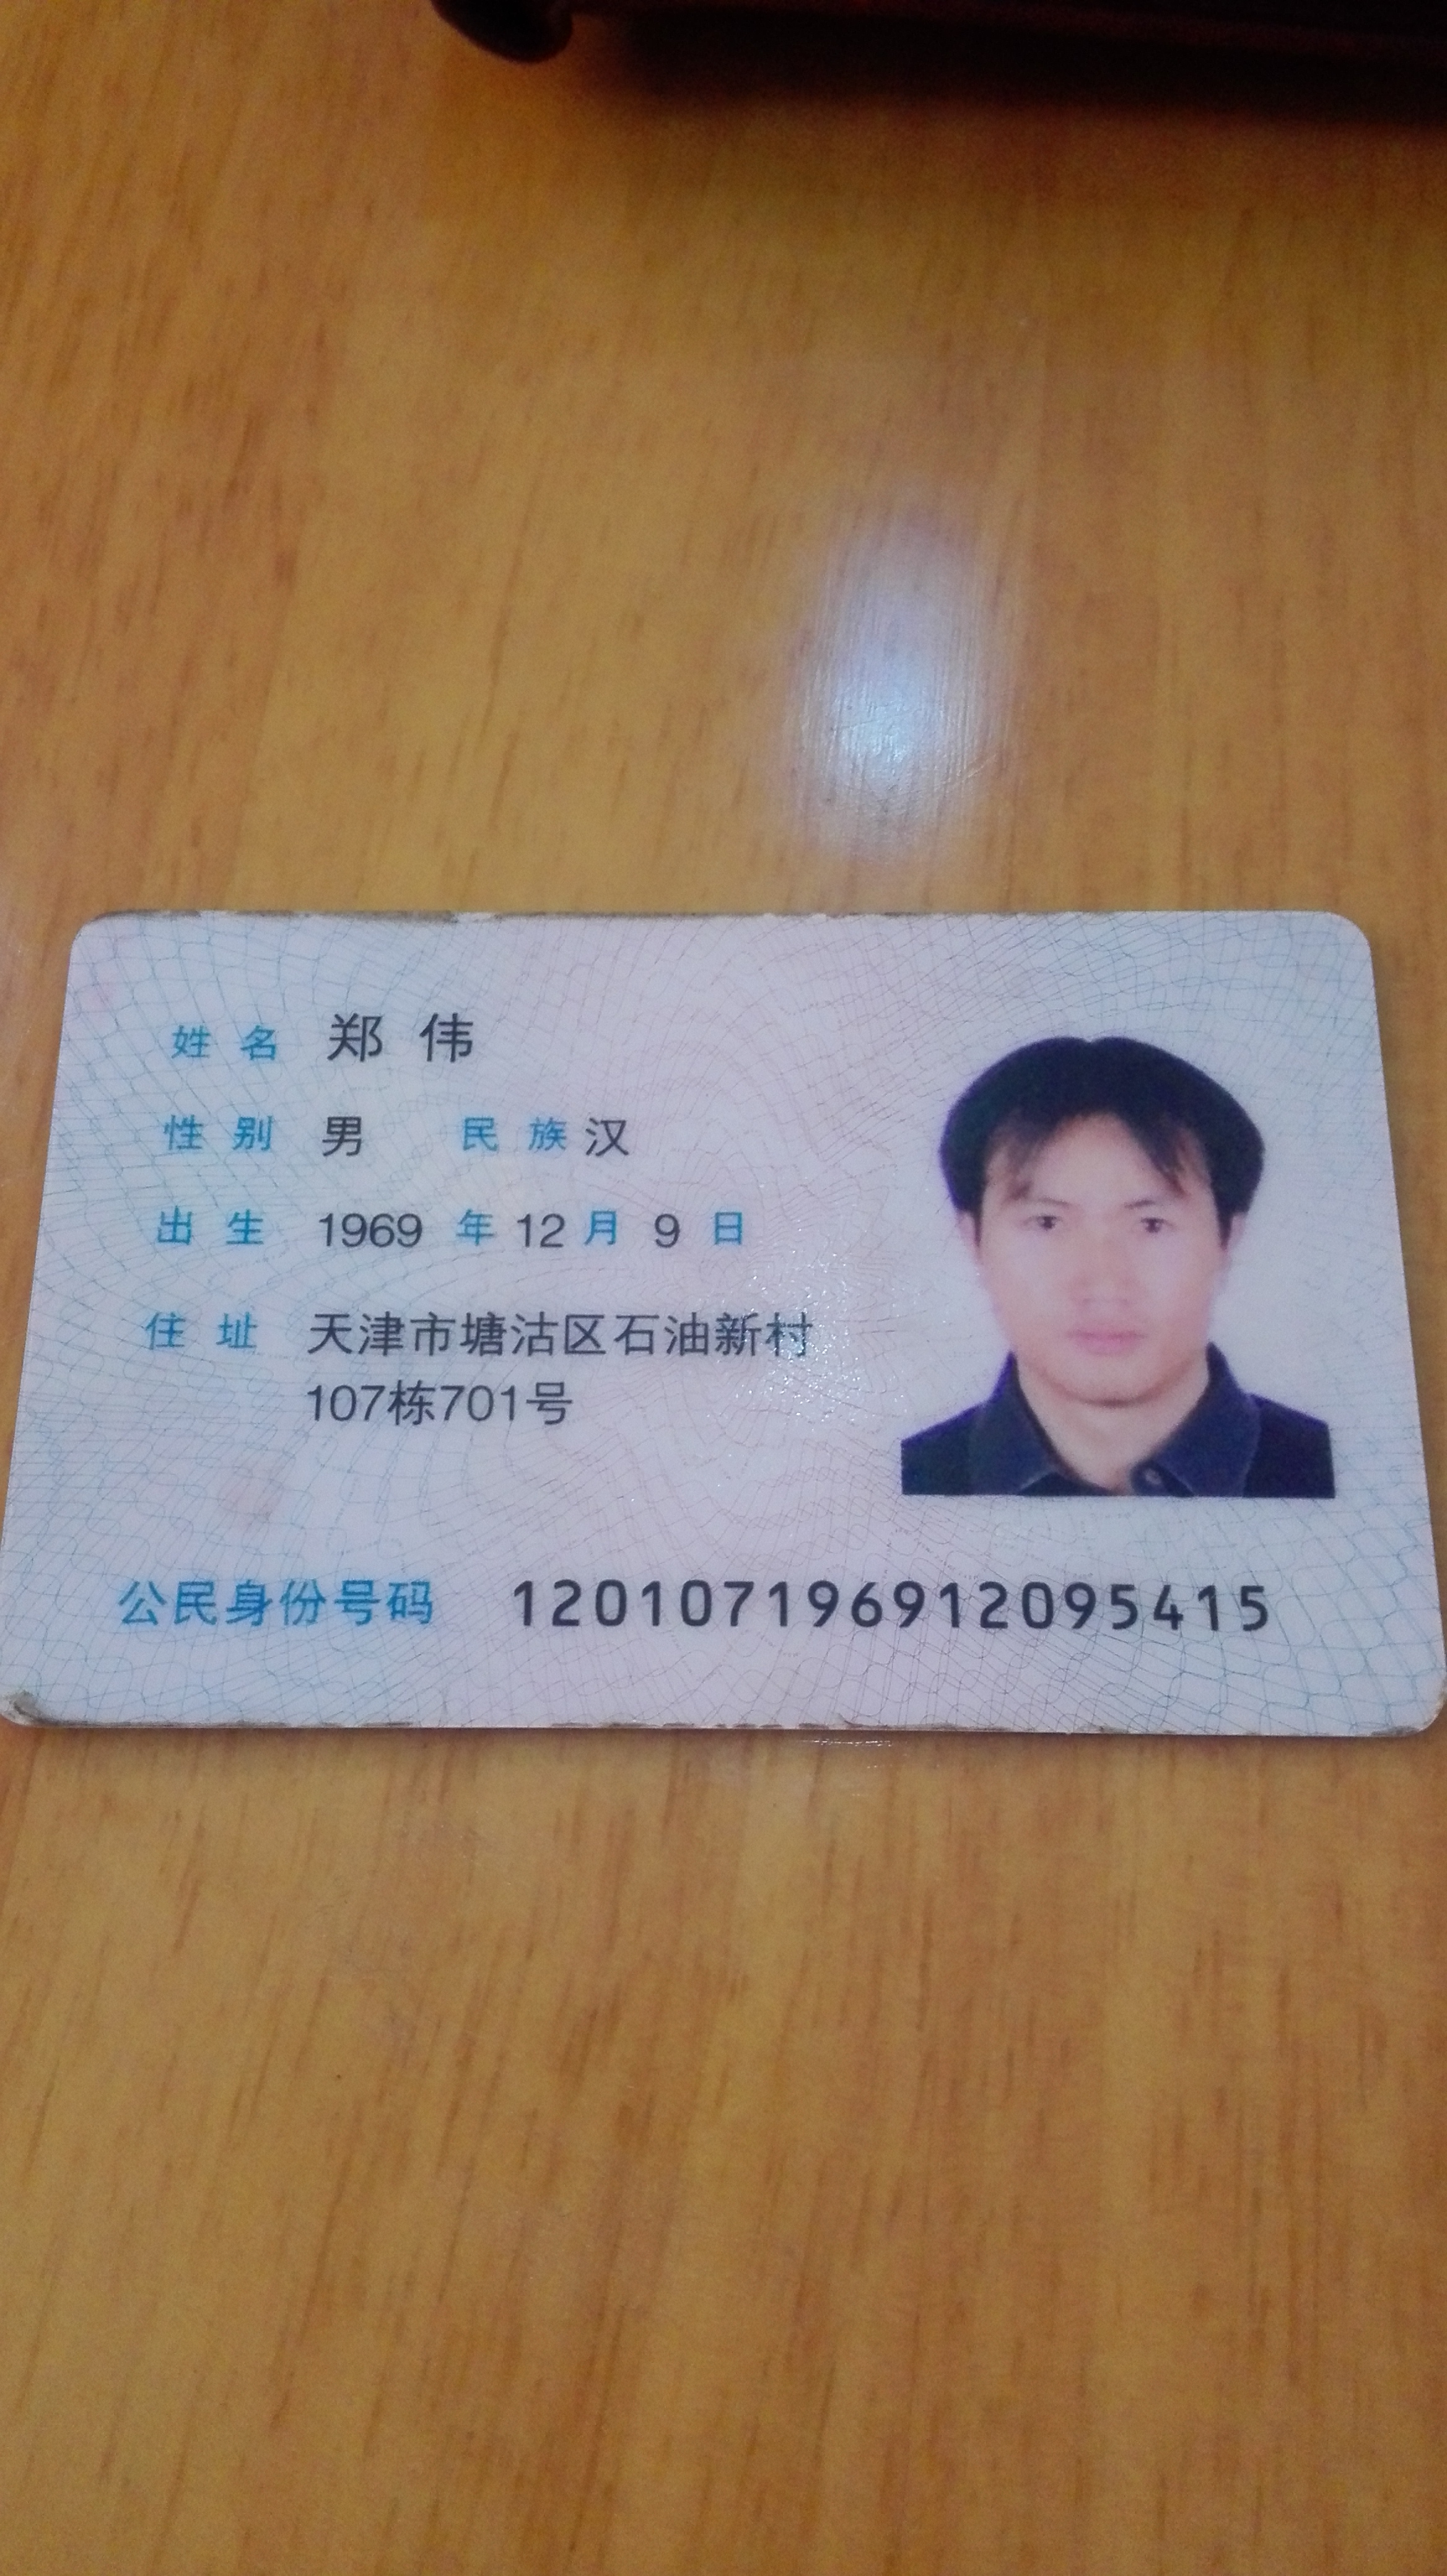 姓名 郑伟
性别 男 民族 汉
出生 1969 年 12 月 9 日
住址 天津市塘沽区石油新村
107栋701号
公民身份号码 120107196912095415